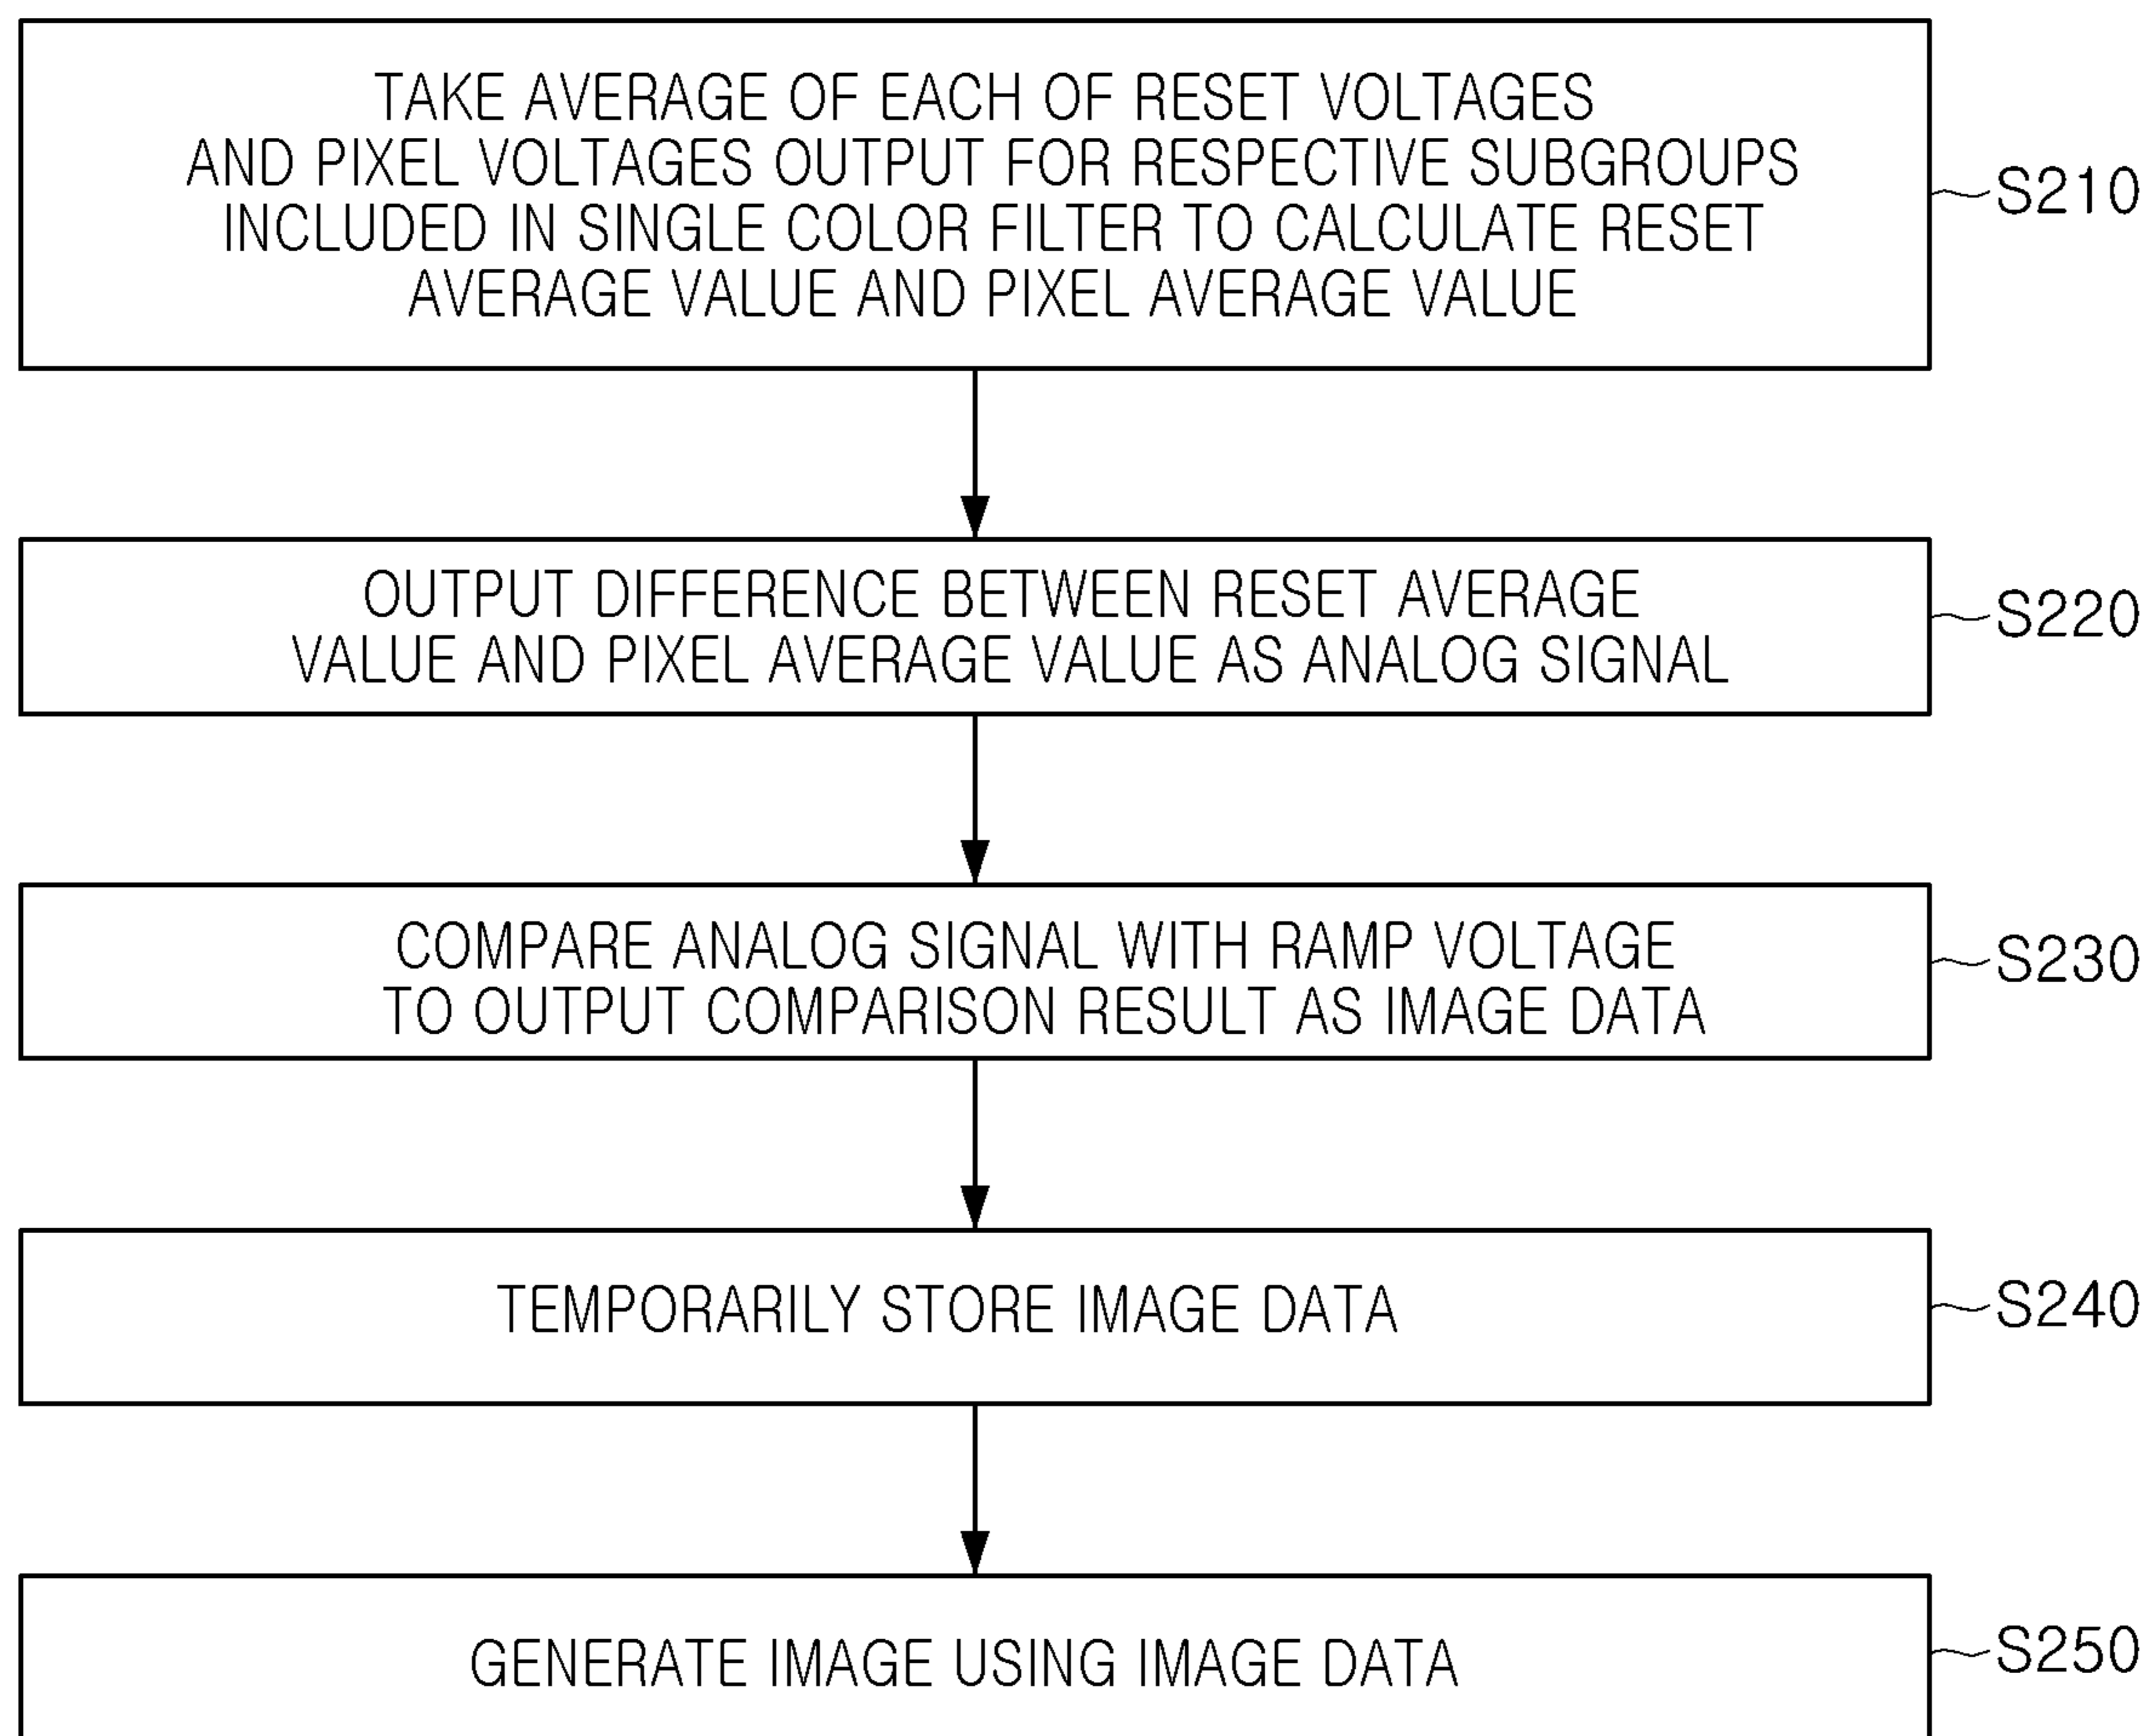 TAKE AVERAGE OF EACH OF RESET VOLTAGES
AND PIXEL VOLTAGES OUTPUT FOR RESPECTIVE SUBGROUPS
INCLUDED IN SINGLE COLOR FILTER TO CALCULATE RESET
AVERAGE VALUE AND PIXEL AVERAGE VALUE
S210
OUTPUT DIFFERENCE BETWEEN RESET AVERAGE
VALUE AND PIXEL AVERAGE VALUE AS ANALOG SIGNAL
S220
COMPARE ANALOG SIGNAL WITH RAMP VOLTAGE
TO OUTPUT COMPARISON RESULT AS IMAGE DATA
S230
TEMPORARILY STORE IMAGE DATA
S240
GENERATE IMAGE USING IMAGE DATA
S250